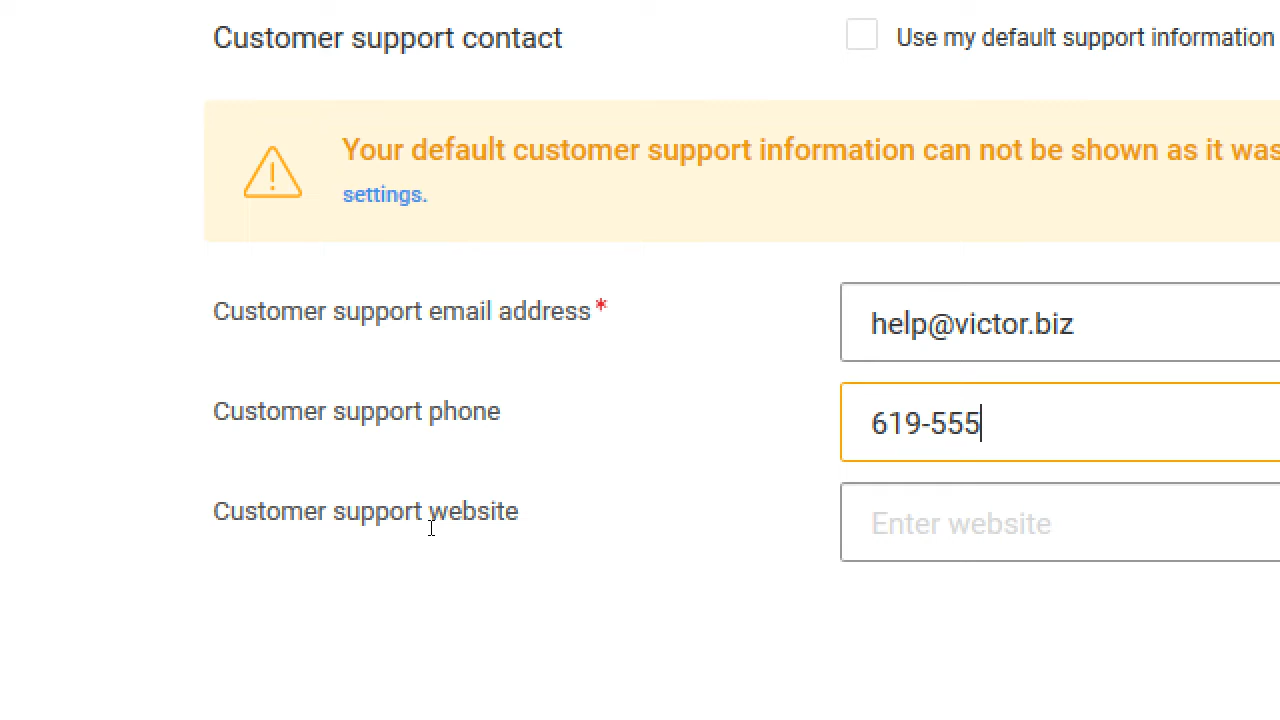 Customer support contact
Use my default support information
Your default customer support information can not be shown as it was
settings.
Customer support email address*
help@victor.biz
Customer support phone
619-555
Customer support website
Enter website